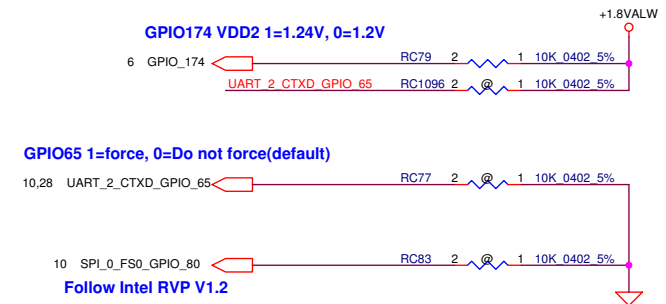 +1.8VALW
GPIO174 VDD2 1=1.24V, 0=1.2V
6 GPIO_174 RC79 2 1 10K_0402_5%
UART_2_CTXD_GPIO_65 RC1096 2 @ 1 10K_0402_5%
GPIO65 1=force, 0=Do not force(default)
10,28 UART_2_CTXD_GPIO_65 RC77 2 @ 1 10K_0402_5%
10 SPI_0_FS0_GPIO_80 RC83 2 @ 1 10K_0402_5%
Follow Intel RVP V1.2